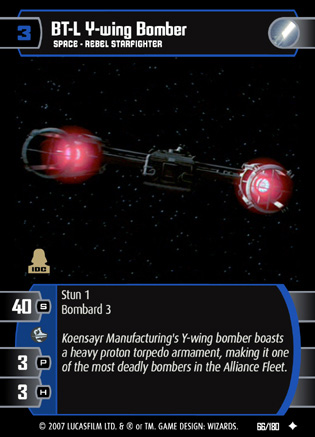 3
BT-L Y-wing Bomber
SPACE - REBEL STARFIGHTER
IDC
40 S
Stun 1
Bombard 3
3 P
3 H
Koensayr Manufacturing's Y-wing bomber boasts
a heavy proton torpedo armament, making it one
of the most deadly bombers in the Alliance Fleet.
© 2007 LUCASFILM LTD. & ® or TM. GAME DESIGN: WIZARDS.
66/180